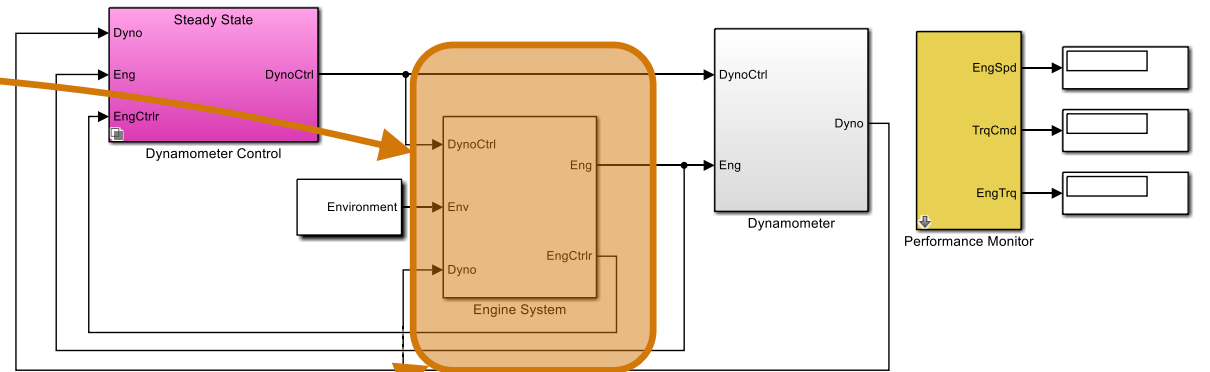 Steady State
Dyno
Eng
EngCtrlr
DynoCtrl
Dynamometer Control
Environment
DynoCtrl
Env
Dyno
Eng
EngCtrlr
Engine System
DynoCtrl
Eng
Dyno
Dynamometer
EngSpd
TrqCmd
EngTrq
Performance Monitor